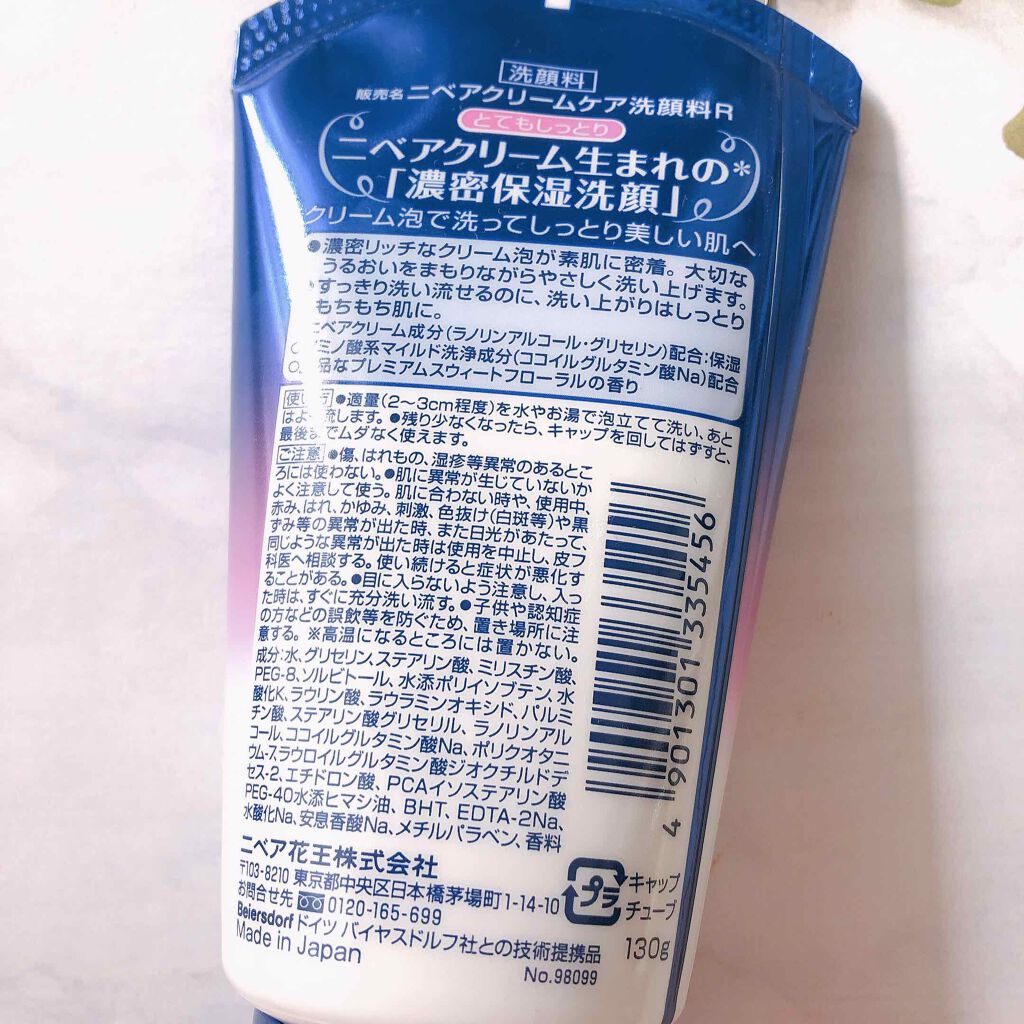 洗顔料
販売名 ニベアクリームケア洗顔料R
とてもしっとり
ニベアクリーム生まれの*
「濃密保湿洗顔」
クリーム泡で洗ってしっとり美しい肌へ
●濃密リッチなクリーム泡が素肌に密着。大切な
うるおいをまもりながらやさしく洗い上げます。
すっきり洗い流せるのに、洗い上がりはしっとり
もちもち肌に。
ニベアクリーム成分(ラノリンアルコール・グリセリン)配合:保湿
ミノ酸系マイルド洗浄成分(ココイルグルタミン酸Na)配合
品なプレミアムスウィートフローラルの香り
使い方 ●適量(2〜3cm程度)を水やお湯で泡立てて洗い、あと
はよ 流します。●残り少なくなったら、キャップを回してはずすと、
最後までムダなく使えます。
ご注意 ●傷、はれもの、湿疹等異常のあるとこ
ろには使わない。●肌に異常が生じていないか
よく注意して使う。肌に合わない時や、使用中、
赤み、はれ、かゆみ、刺激、色抜け(白斑等)や黒
ずみ等の異常が出た時、また日光があたって、
同じような異常が出た時は使用を中止し、皮フ
科医へ相談する。使い続けると症状が悪化す
ることがある。●目に入らないよう注意し、入っ
た時は、すぐに充分洗い流す。●子供や認知症
の方などの誤飲等を防ぐため、置き場所に注
意する。※高温になるところには置かない。
成分:水、グリセリン、ステアリン酸、ミリスチン酸、
PEG-8、ソルビトール、水添ポリイソブテン、水
酸化K、ラウリン酸、ラウラミンオキシド、パルミ
チン酸、ステアリン酸グリセリル、ラノリンアル
コール、ココイルグルタミン酸Na、ポリクオタニ
ウム-7、ラウロイルグルタミン酸ジオクチルドデ
セス-2、エチドロン酸、PCAイソステアリン酸
PEG-40水添ヒマシ油、BHT、EDTA-2Na、
水酸化Na、安息香酸Na、メチルパラベン、香料
4 901301 335456
ニベア花王株式会社
〒103-8210 東京都中央区日本橋茅場町1-14-10
お問合せ先 0120-165-699
Beiersdorf ドイツ バイヤスドルフ社との技術提携品
Made in Japan
No.98099
プラ
キャップ
チューブ
130g